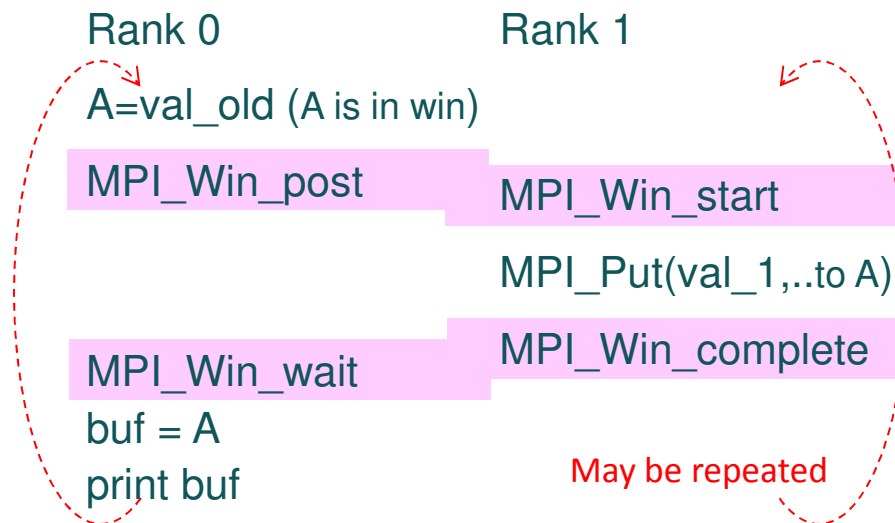 Rank 0
Rank 1
A=val_old (A is in win)
MPI_Win_post
MPI_Win_start
MPI_Put(val_1,..to A)
MPI_Win_complete
MPI_Win_wait
buf = A
print buf
May be repeated